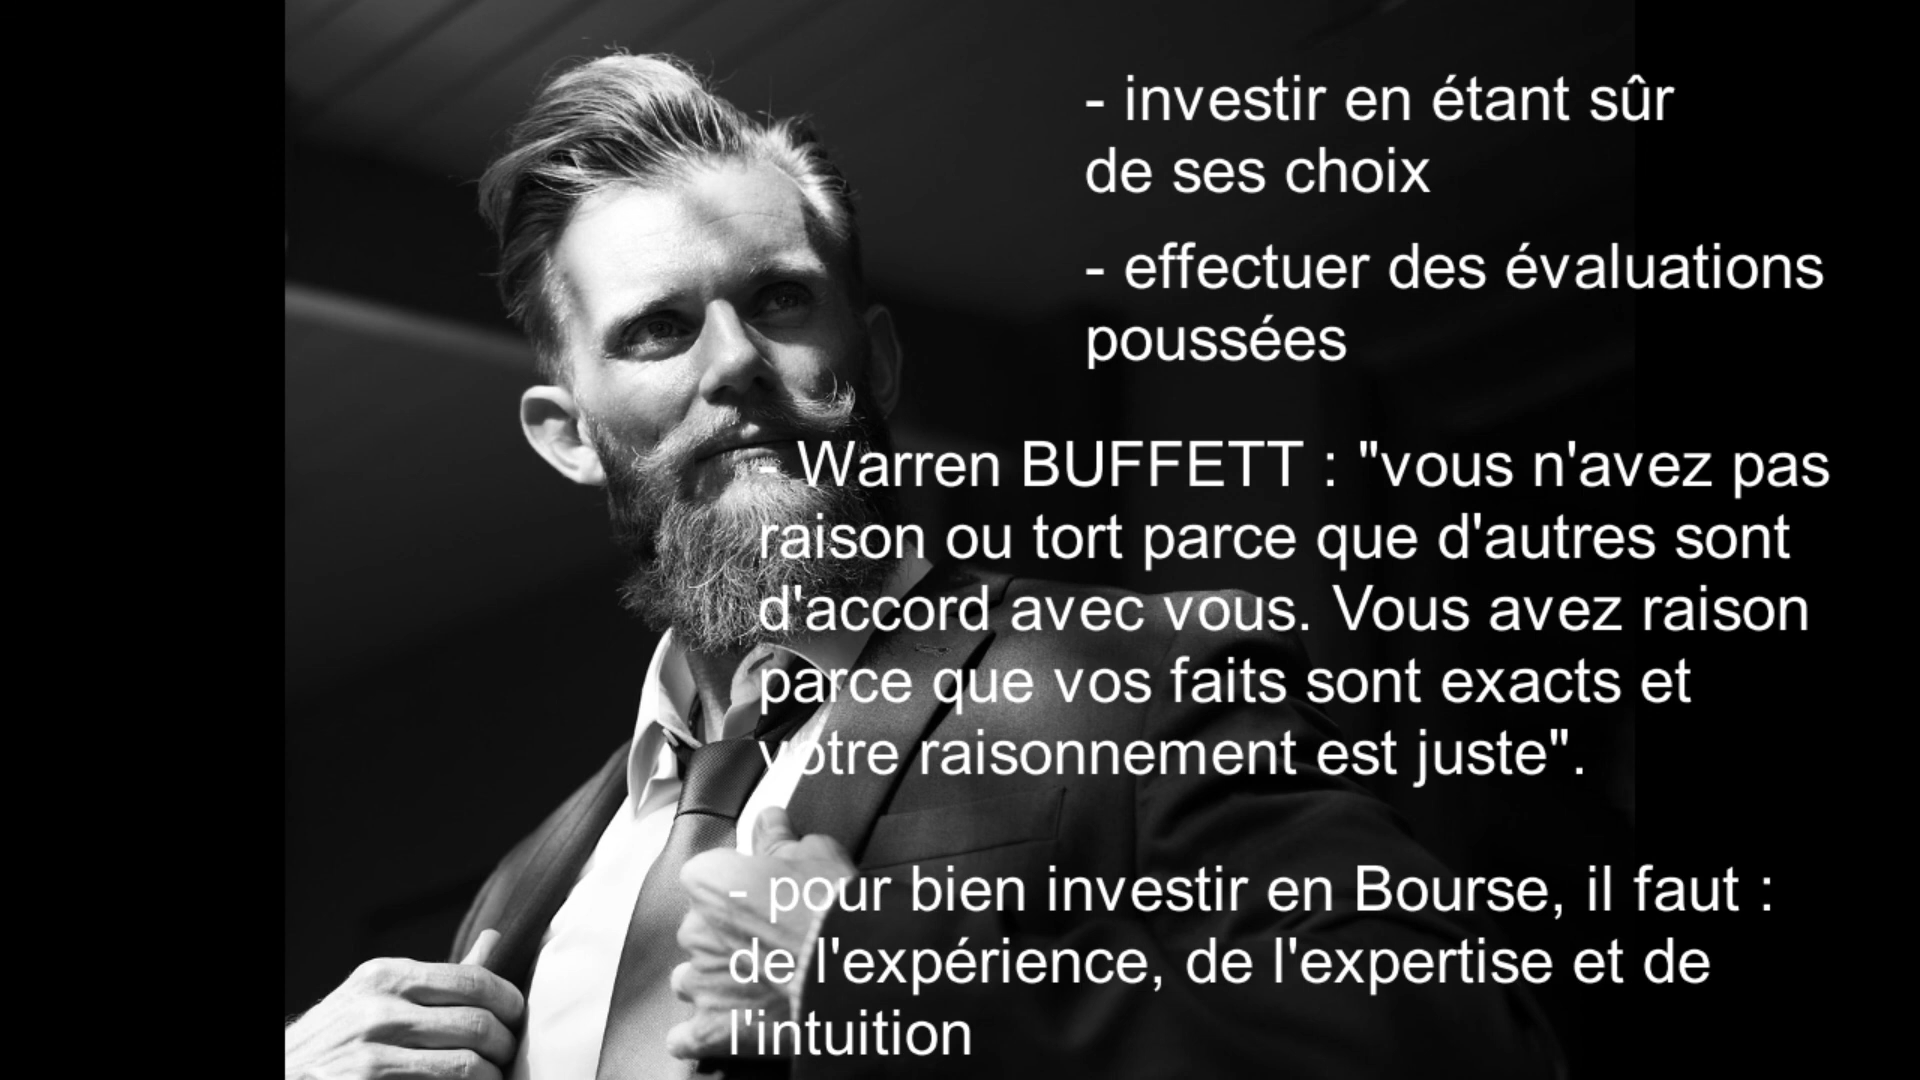 - investir en étant sûr
de ses choix
- effectuer des évaluations
poussées
- Warren BUFFETT : "vous n'avez pas
raison ou tort parce que d'autres sont
d'accord avec vous. Vous avez raison
parce que vos faits sont exacts et
votre raisonnement est juste".
- pour bien investir en Bourse, il faut :
de l'expérience, de l'expertise et de
l'intuition